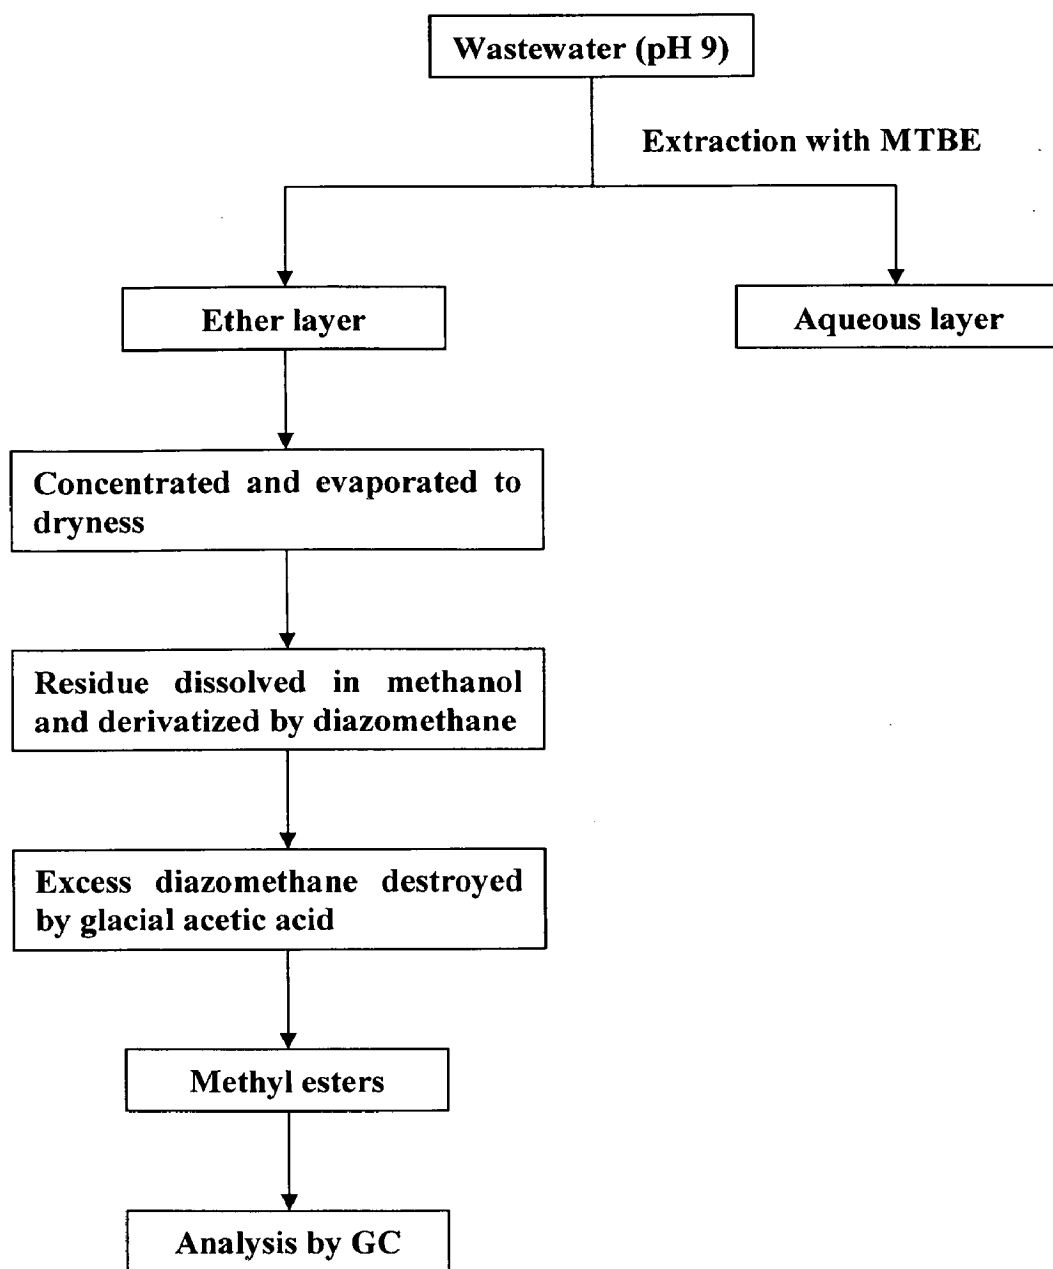 Wastewater (pH 9)
Extraction with MTBE
Ether layer
Aqueous layer
Concentrated and evaporated to
dryness
Residue dissolved in methanol
and derivatized by diazomethane
Excess diazomethane destroyed
by glacial acetic acid
Methyl esters
Analysis by GC